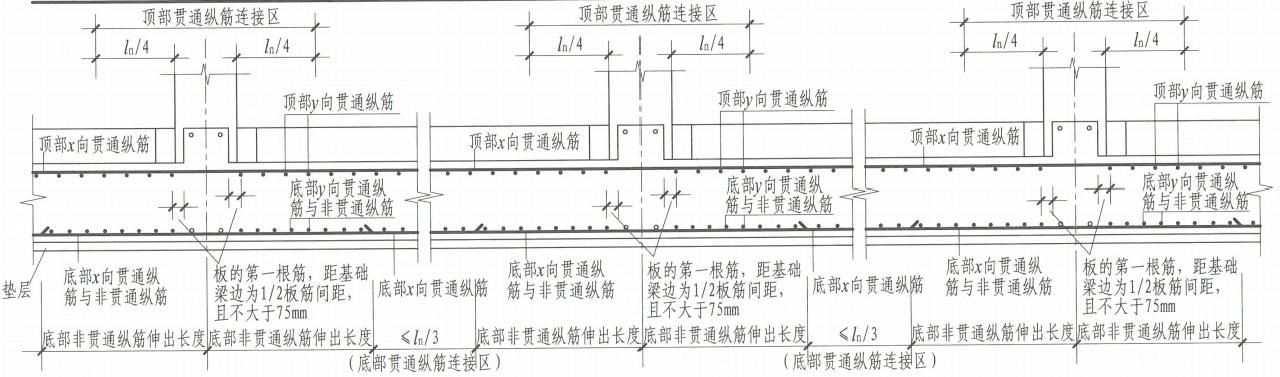 顶部贯通纵筋连接区
顶部贯通纵筋连接区
顶部贯通纵筋连接区
ln/4
ln/4
ln/4
ln/4
ln/4
ln/4
顶部y向贯通纵筋
顶部y向贯通纵筋
顶部y向贯通纵筋
顶部x向贯通纵筋
顶部x向贯通纵筋
顶部x向贯通纵筋
底部y向贯通纵
筋与非贯通纵筋
底部y向贯通纵
筋与非贯通纵筋
底部y向贯通纵
筋与非贯通纵筋
垫层
底部x向贯通纵
筋与非贯通纵筋
板的第一根筋，距基础
梁边为1/2板筋间距，
且不大于75mm
底部x向贯通纵筋
底部x向贯通纵
筋与非贯通纵筋
板的第一根筋，距基础
梁边为1/2板筋间距，
且不大于75mm
底部x向贯通纵筋
底部x向贯通纵
筋与非贯通纵筋
板的第一根筋，距基础
梁边为1/2板筋间距，
且不大于75mm
底部非贯通纵筋伸出长度
底部非贯通纵筋伸出长度
≤ln/3
底部非贯通纵筋伸出长度
底部非贯通纵筋伸出长度
≤ln/3
底部非贯通纵筋伸出长度
底部非贯通纵筋伸出长度
(底部贯通纵筋连接区)
(底部贯通纵筋连接区)